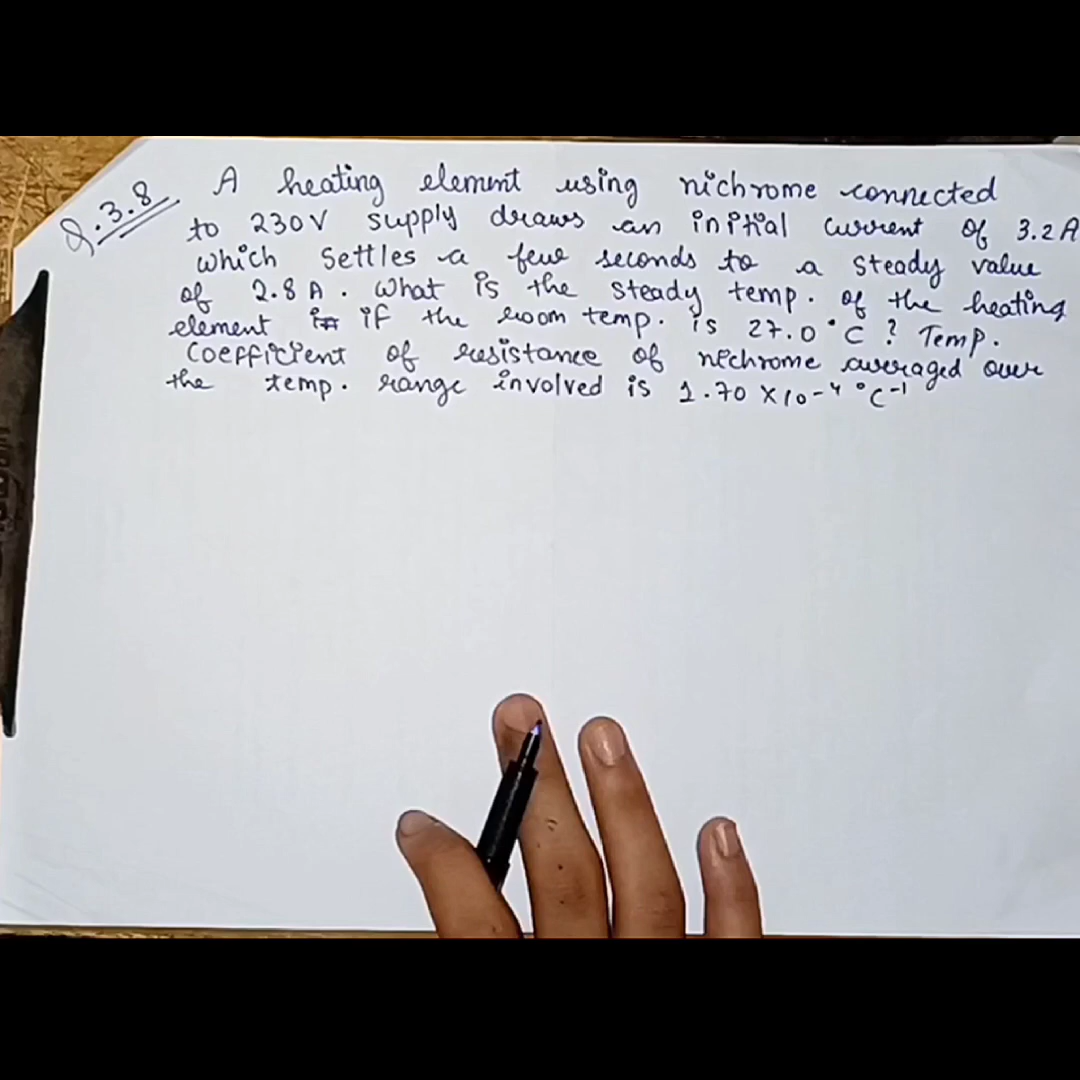 Q.3.8 A heating element using nichrome connected
to 230V supply draws an initial current of 3.2A
which settles a few seconds to a steady value
of 2.8 A. What is the steady temp. of the heating
element if the room temp. is 27.0 °C ? Temp.
Coefficient of resistance of nichrome averaged over
the temp. range involved is 1.70 × 10-4 °C-1